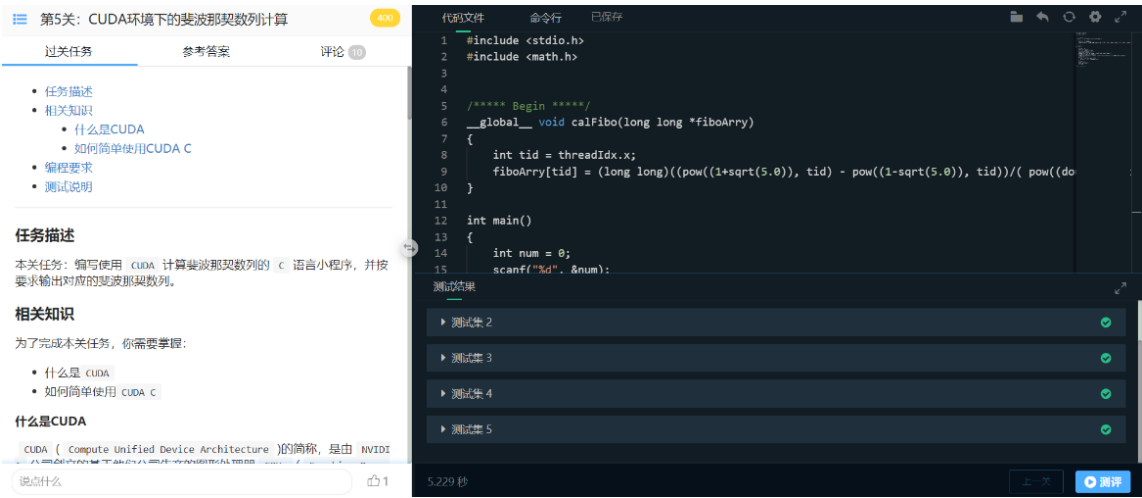 第5关：CUDA环境下的斐波那契数列计算
400
过关任务 参考答案 评论 10
任务描述
相关知识
什么是CUDA
如何简单使用CUDA C
编程要求
测试说明
任务描述
本关任务：编写使用 CUDA 计算斐波那契数列的 C 语言小程序，并按
要求输出对应的斐波那契数列。
相关知识
为了完成本关任务，你需要掌握：
什么是 CUDA
如何简单使用 CUDA C
什么是CUDA
CUDA ( Compute Unified Device Architecture )的简称，是由 NVIDI
说点什么
1
代码文件 命令行 已保存
1 #include <stdio.h>
2 #include <math.h>
3
4
5 /***** Begin *****/
6 __global__ void calFibo(long long *fiboArry)
7 {
8 int tid = threadIdx.x;
9 fiboArry[tid] = (long long)((pow((1+sqrt(5.0)), tid) - pow((1-sqrt(5.0)), tid))/( pow((do
10 }
11
12 int main()
13 {
14 int num = 0;
15 scanf("%d", &num);
测试结果
测试集 2
测试集 3
测试集 4
测试集 5
5.229 秒
上一关
测评